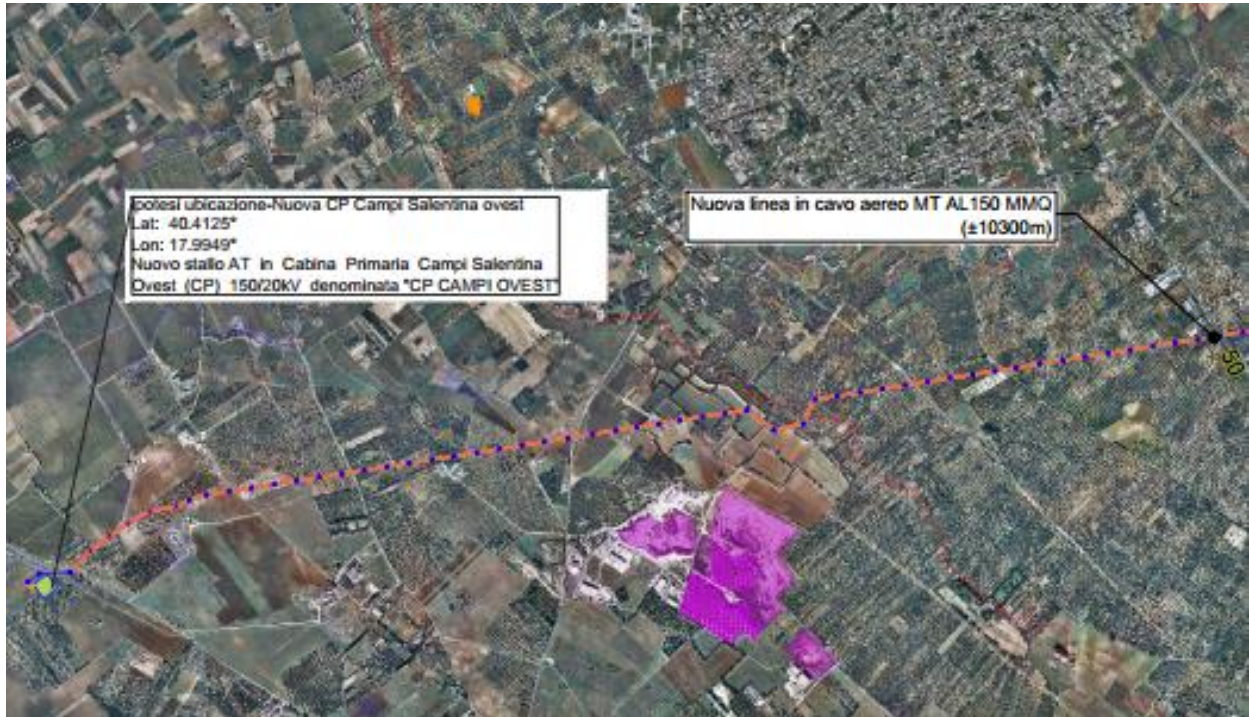 Ipotesi ubicazione-Nuova CP Campi Salentina ovest
Lat: 40.4125°
Lon: 17.9949°
Nuovo stallo AT in Cabina Primaria Campi Salentina
Ovest (CP) 150/20kV denominata "CP CAMPI OVEST"
Nuova linea in cavo aereo MT AL150 MMQ
(±10300m)
50